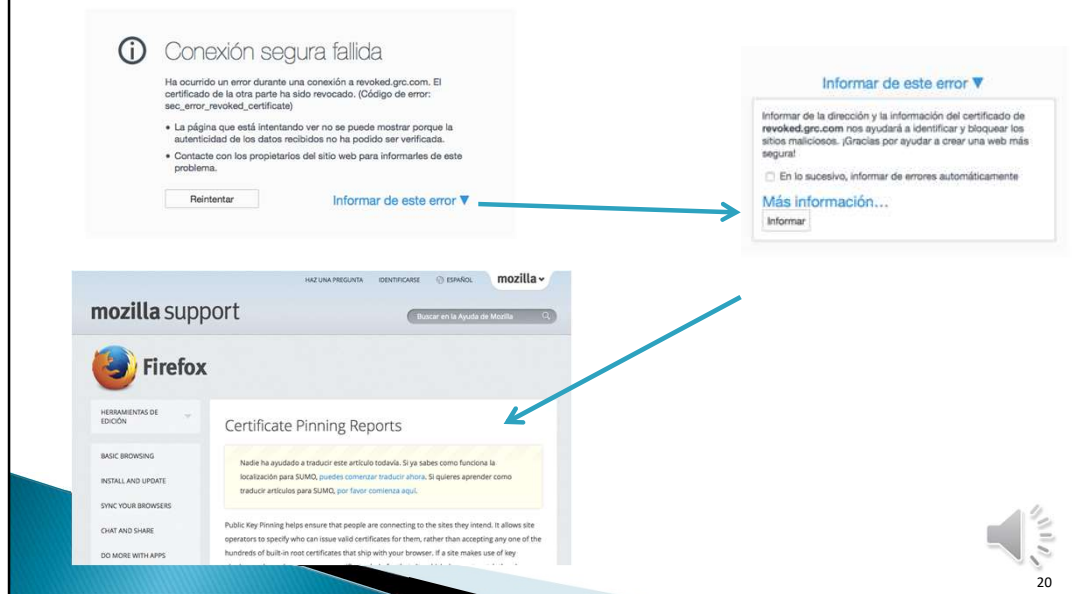 Conexión segura fallida
Ha ocurrido un error durante una conexión a revoked.grc.com. El
certificado de la otra parte ha sido revocado. (Código de error:
sec_error_revoked_certificate)
• La página que está intentando ver no se puede mostrar porque la
autenticidad de los datos recibidos no ha podido ser verificada.
• Contacte con los propietarios del sitio web para informarles de este
problema.
Reintentar
Informar de este error ▼
Informar de este error ▼
Informar de la dirección y la información del certificado de
revoked.grc.com nos ayudará a identificar y bloquear los
sitios maliciosos. ¡Gracias por ayudar a crear una web más
segura!
En lo sucesivo, informar de errores automáticamente
Más información...
Informar
HAZ UNA PREGUNTA IDENTIFICARSE ESPAÑOL mozilla
mozilla support
Buscar en la Ayuda de Mozilla
Firefox
HERRAMIENTAS DE
EDICIÓN
BASIC BROWSING
INSTALL AND UPDATE
SYNC YOUR BROWSERS
CHAT AND SHARE
DO MORE WITH APPS
Certificate Pinning Reports
Nadie ha ayudado a traducir este artículo todavía. Si ya sabes como funciona la
localización para SUMO, puedes comenzar traducir ahora. Si quieres aprender como
traducir artículos para SUMO, por favor comienza aquí.
Public Key Pinning helps ensure that people are connecting to the sites they intend. It allows site
operators to specify who can issue valid certificates for them, rather than accepting any one of the
hundreds of built-in root certificates that ship with your browser. If a site makes use of key
20